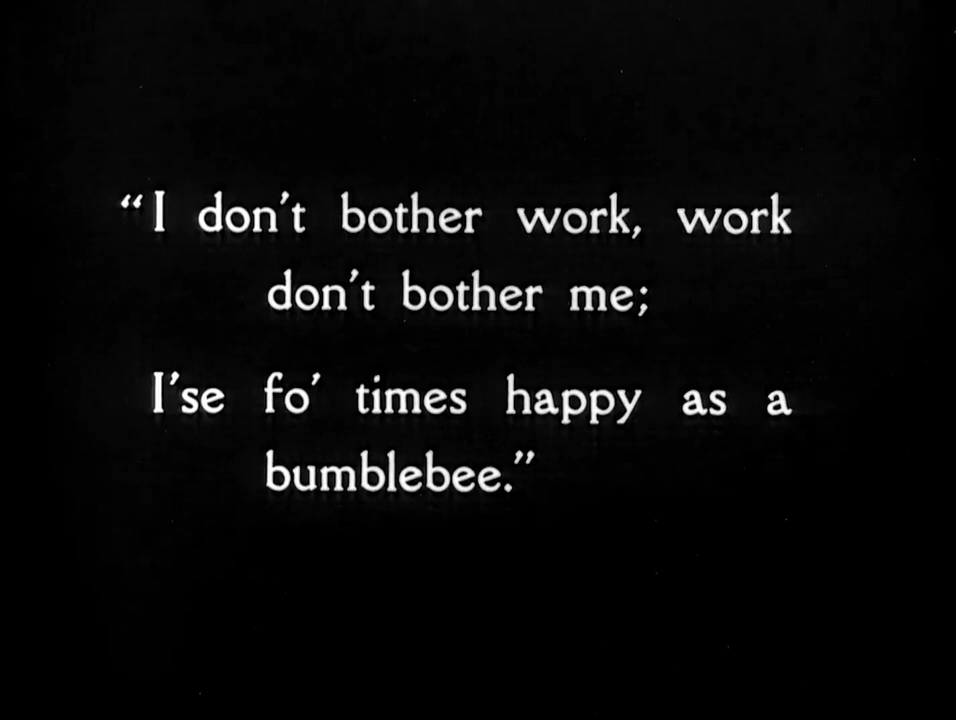 “I don't bother work, work
don't bother me;
I'se fo' times happy as a
bumblebee.”